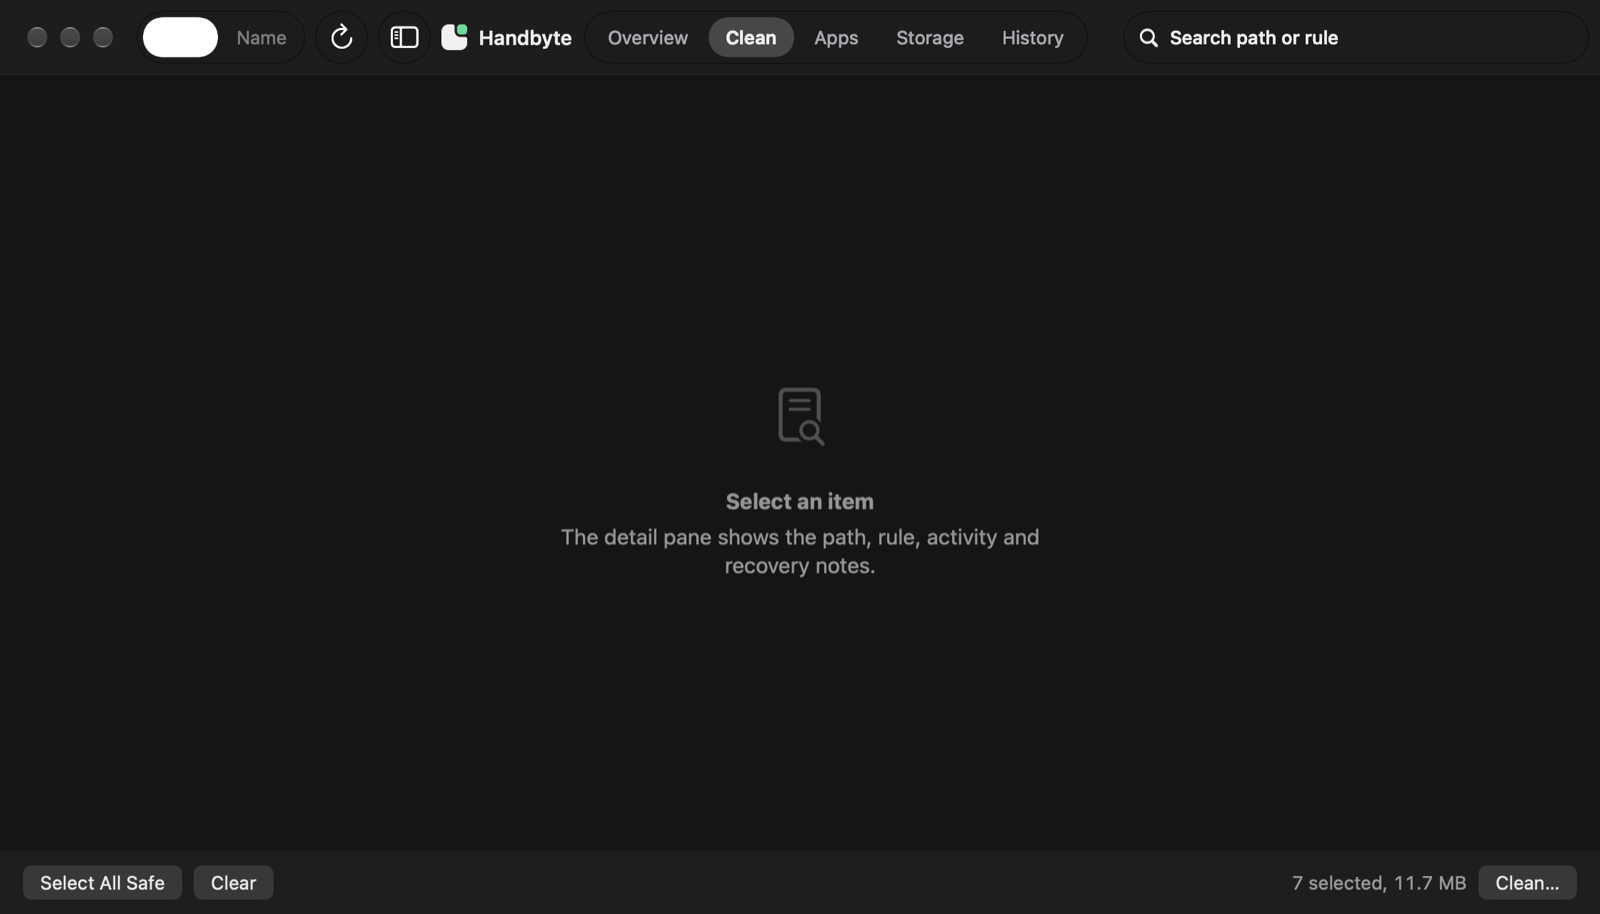 Name
Handbyte
Overview
Clean
Apps
Storage
History
Search path or rule
Select an item
The detail pane shows the path, rule, activity and
recovery notes.
Select All Safe
Clear
7 selected, 11.7 MB
Clean...